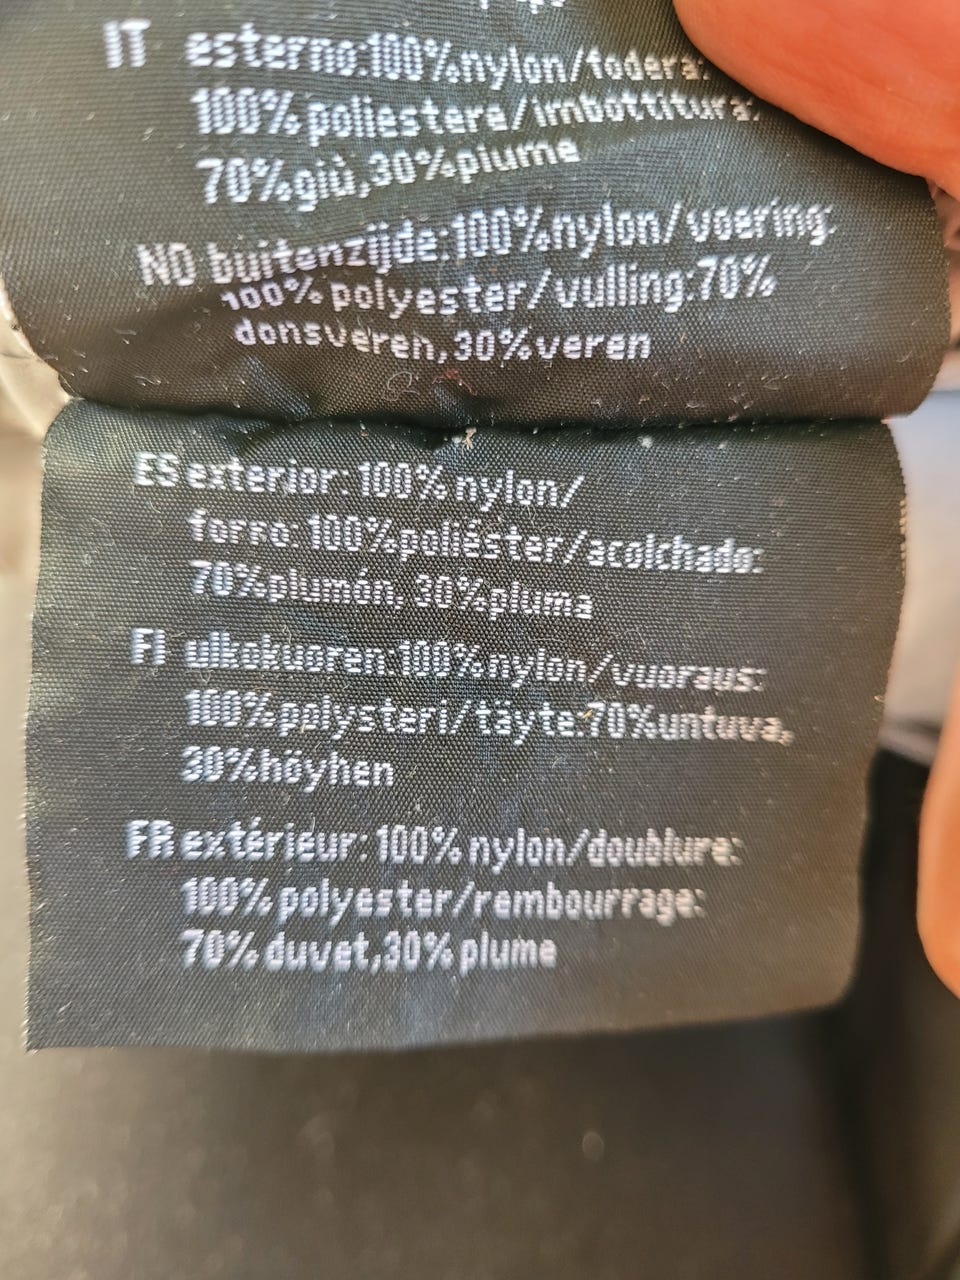 IT esterno:100%nylon/fodera:
100%poliestere/imbottitura:
70%giù,30%piume
NO buitenzijde:100%nylon/voering:
100%polyester/vulling:70%
donsveren,30%veren
ES exterior: 100% nylon/
forro: 100%poliéster/acolchado:
70%plumón, 30%pluma
FI ulkokuoren:100%nylon/vuoraus:
100%polysteri/täyte:70%untuva,
30%höyhen
FR extérieur: 100% nylon/doublure:
100% polyester/rembourrage:
70% duvet,30% plume